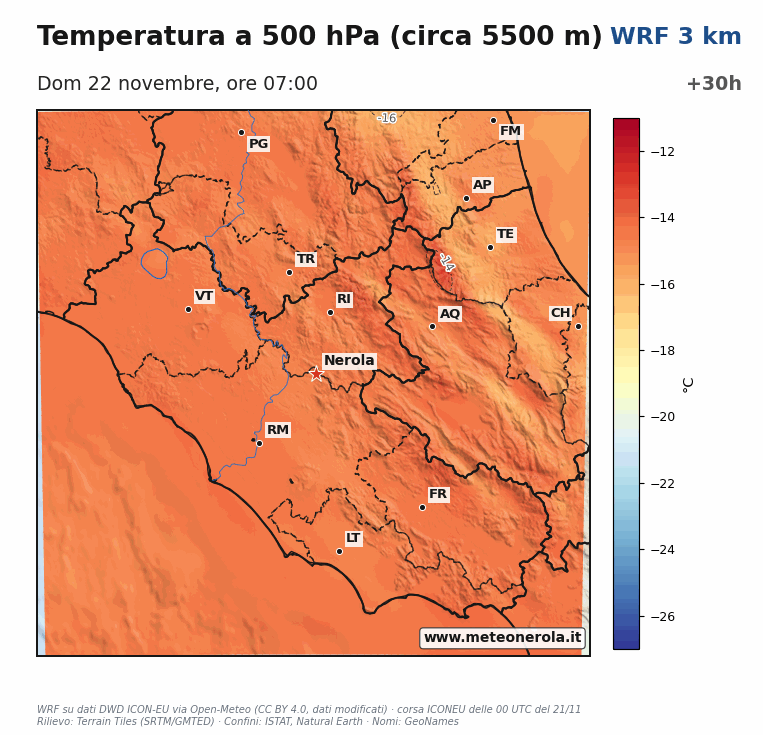 Temperatura a 500 hPa (circa 5500 m) WRF 3 km
Dom 22 novembre, ore 07:00 +30h
-16
FM
PG
AP
TE
-14
TR
VT
RI
AQ
CH
Nerola
RM
FR
LT
−12
−14
−16
−18
−20
−22
−24
−26
°C
www.meteonerola.it
WRF su dati DWD ICON-EU via Open-Meteo (CC BY 4.0, dati modificati) · corsa ICONEU delle 00 UTC del 21/11
Rilievo: Terrain Tiles (SRTM/GMTED) · Confini: ISTAT, Natural Earth · Nomi: GeoNames